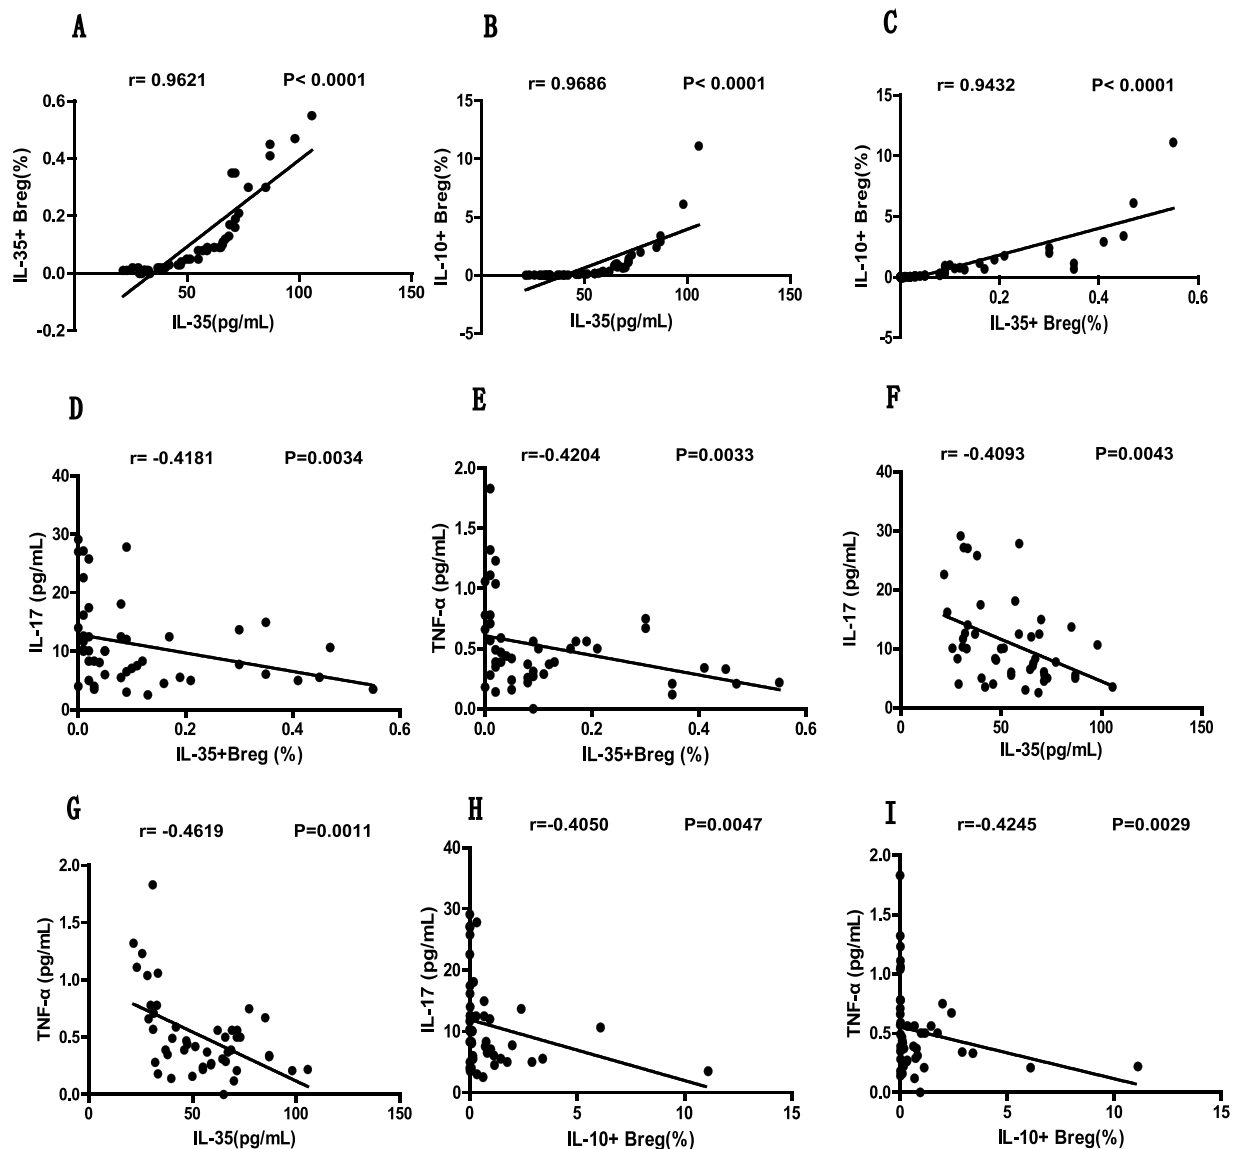 A
r= 0.9621 P< 0.0001
0.6
0.4
0.2
0.0
-0.2
50 100 150
IL-35+ Breg(%)
IL-35(pg/mL)
B
r= 0.9686 P< 0.0001
15
10
5
0
-5
50 100 150
IL-10+ Breg(%)
IL-35(pg/mL)
C
r= 0.9432 P< 0.0001
15
10
5
0
-5
0.2 0.4 0.6
IL-10+ Breg(%)
IL-35+ Breg(%)
D
r= -0.4181 P=0.0034
40
30
20
10
0
0.0 0.2 0.4 0.6
IL-17 (pg/mL)
IL-35+Breg (%)
E
r=-0.4204 P=0.0033
2.0
1.5
1.0
0.5
0.0
0.0 0.2 0.4 0.6
TNF-α (pg/mL)
IL-35+Breg (%)
F
r= -0.4093 P=0.0043
40
30
20
10
0
0 50 100 150
IL-17 (pg/mL)
IL-35(pg/mL)
G
r= -0.4619 P=0.0011
2.0
1.5
1.0
0.5
0.0
0 50 100 150
TNF-α (pg/mL)
IL-35(pg/mL)
H
r=-0.4050 P=0.0047
40
30
20
10
0
0 5 10 15
IL-17 (pg/mL)
IL-10+ Breg(%)
I
r=-0.4245 P=0.0029
2.0
1.5
1.0
0.5
0.0
0 5 10 15
TNF-α (pg/mL)
IL-10+ Breg(%)